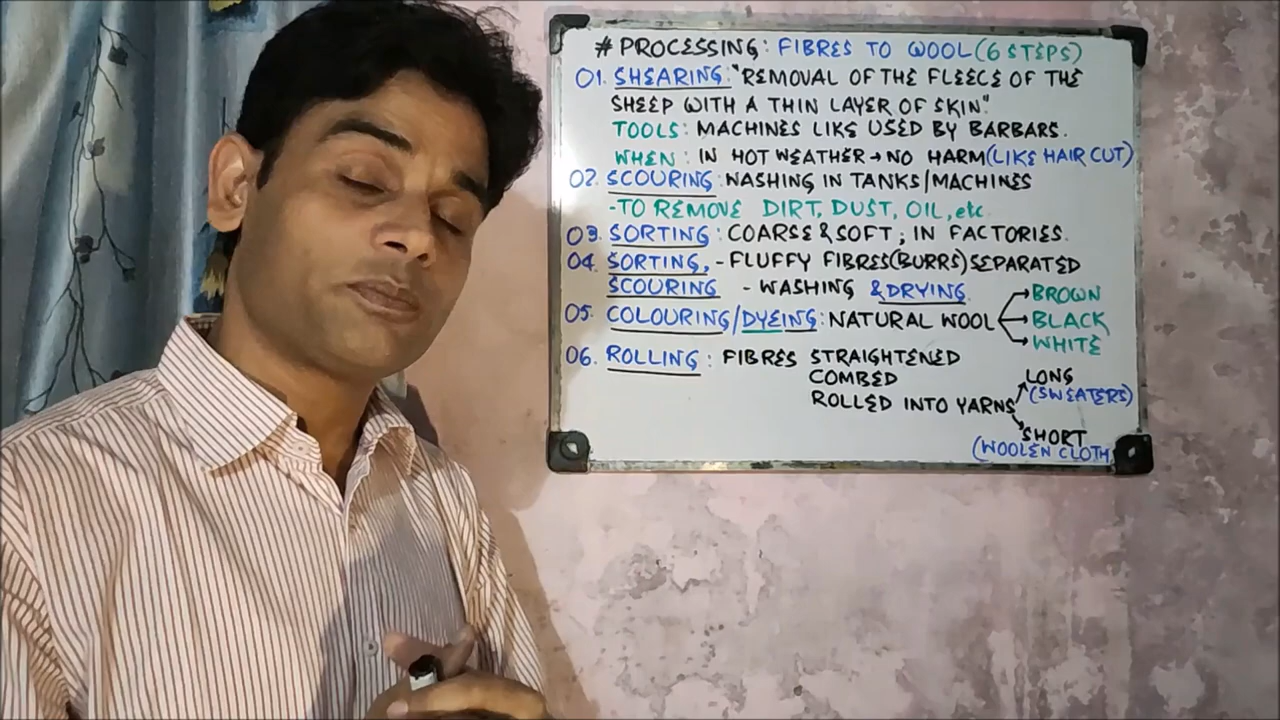 # PROCESSING: FIBRES TO WOOL (6 STEPS)
01. SHEARING: "REMOVAL OF THE FLEECE OF THE
SHEEP WITH A THIN LAYER OF SKIN".
TOOLS: MACHINES LIKE USED BY BARBARS.
WHEN: IN HOT WEATHER → NO HARM (LIKE HAIR CUT)
02. SCOURING: WASHING IN TANKS/MACHINES
-TO REMOVE DIRT, DUST, OIL, etc.
03. SORTING: COARSE & SOFT; IN FACTORIES.
04. SORTING, - FLUFFY FIBRES(BURRS) SEPARATED
SCOURING - WASHING & DRYING
05. COLOURING/DYEING: NATURAL WOOL → BROWN
→ BLACK
→ WHITE
06. ROLLING: FIBRES STRAIGHTENED
COMBED
ROLLED INTO YARNS
LONG
(SWEATERS)
SHORT
(WOOLEN CLOTH